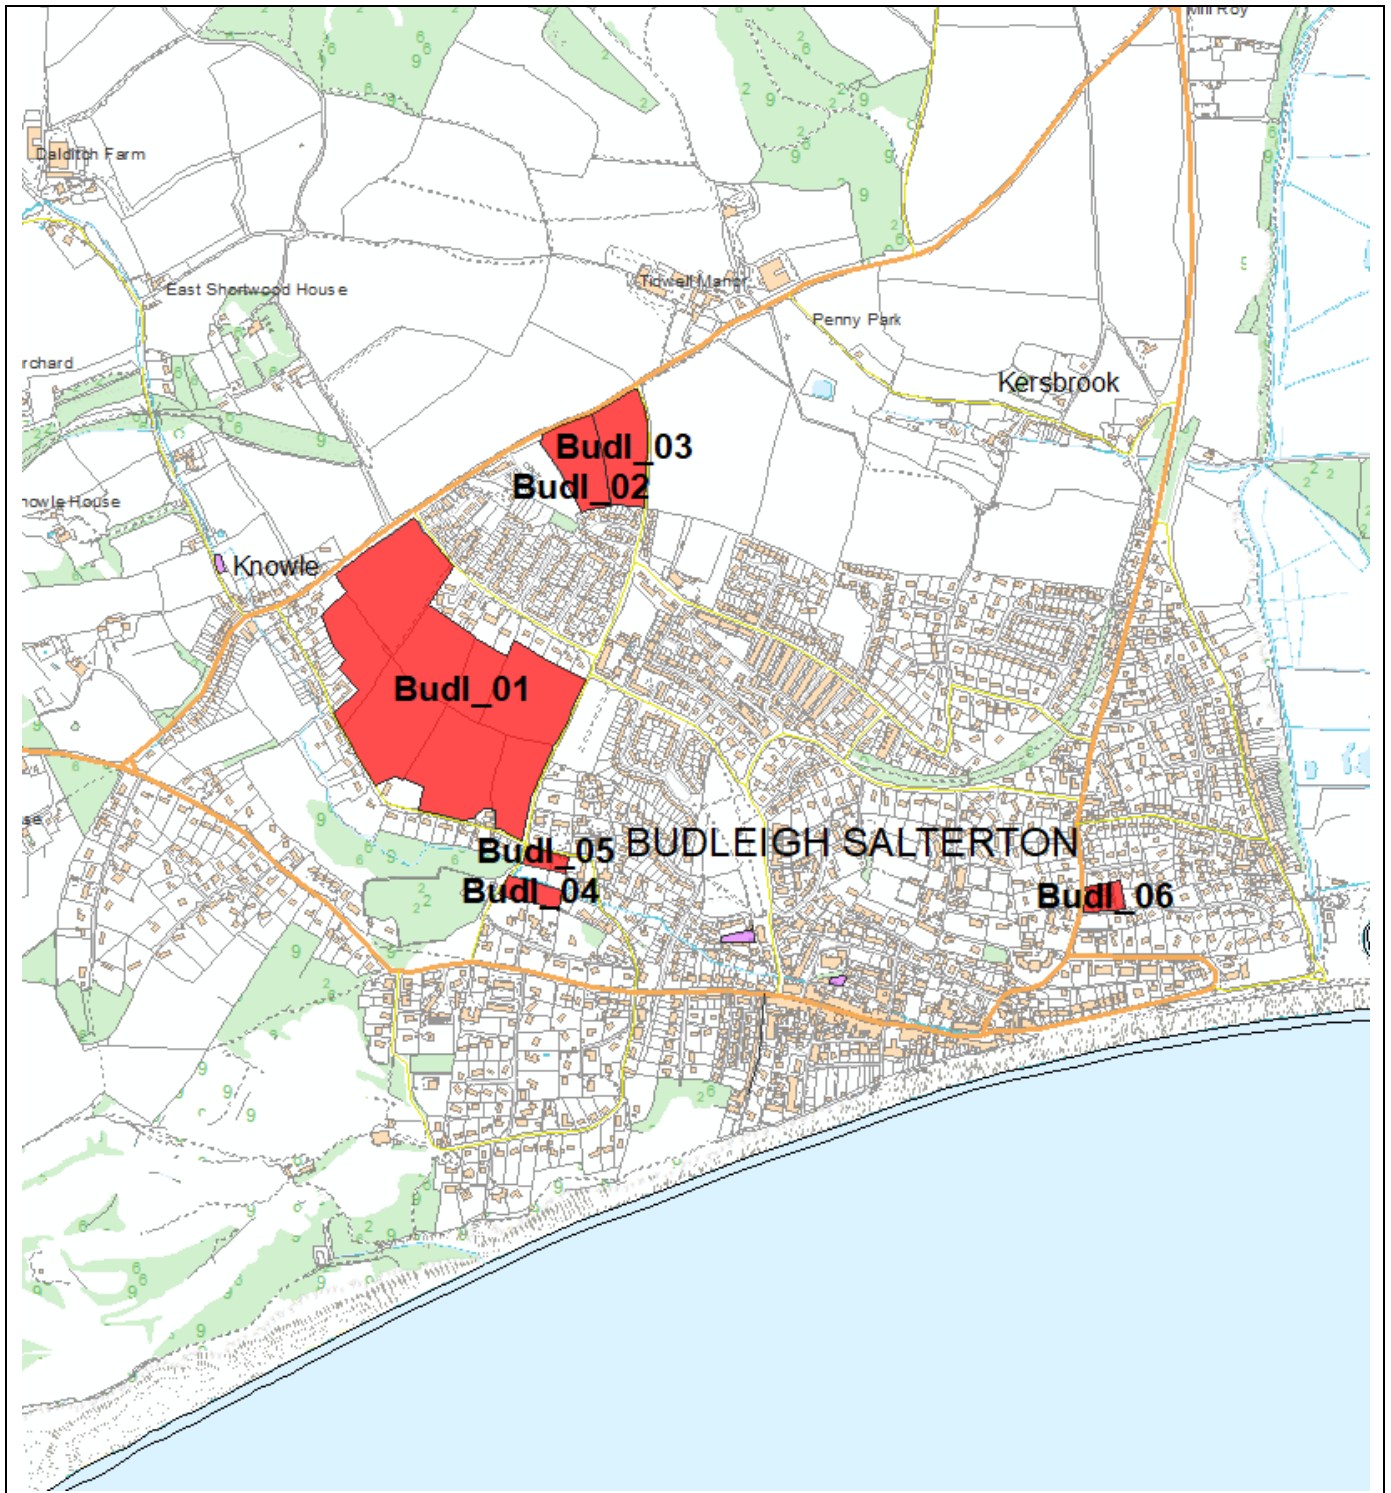 Dalditch Farm
East Shortwood House
Tidwell Manor
Penny Park
rchard
Kersbrook
Budl_03
Budl_02
nowle House
Knowle
Budl_01
BUDLEIGH SALTERTON
Budl_05
Budl_04
Budl_06